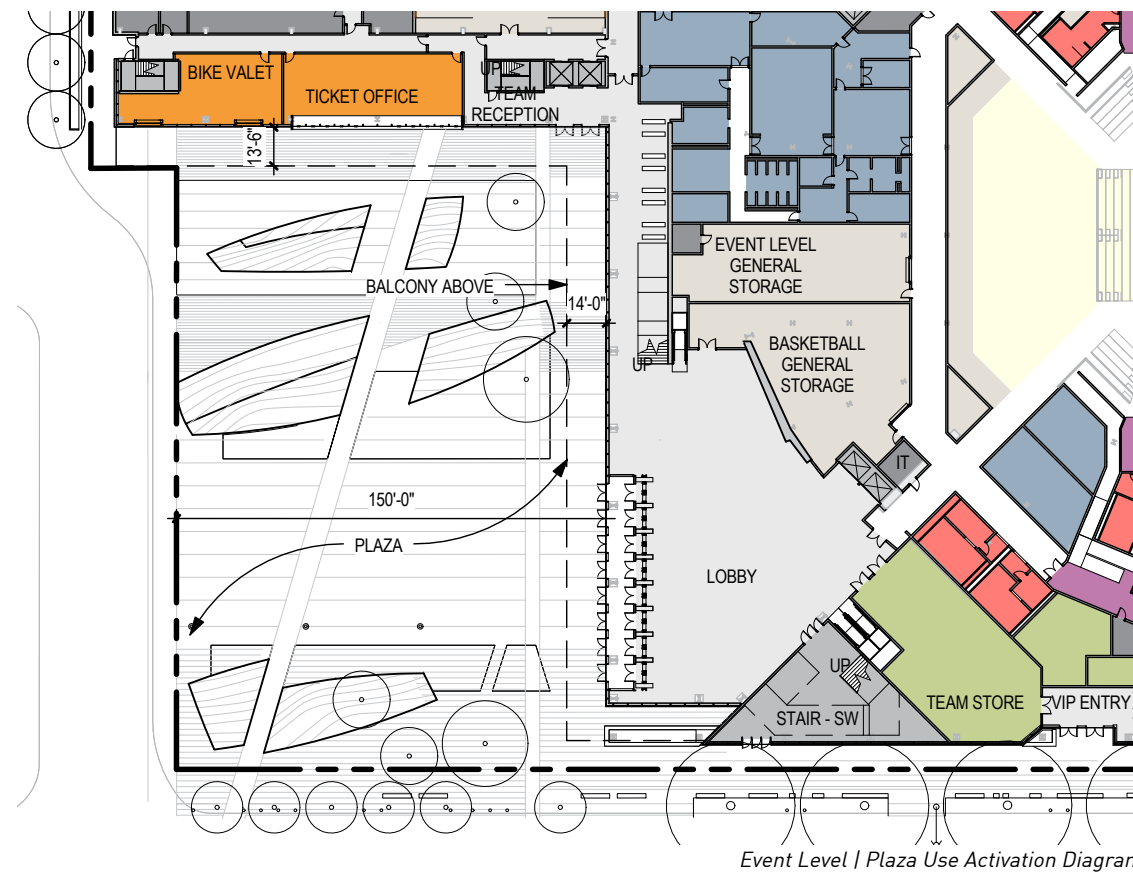 BIKE VALET
TICKET OFFICE
UP
TEAM
RECEPTION
13'-6"
EVENT LEVEL
GENERAL
STORAGE
BALCONY ABOVE
14'-0"
BASKETBALL
GENERAL
STORAGE
UP
IT
150'-0"
PLAZA
LOBBY
UP
TEAM STORE
VIP ENTRY
STAIR - SW
Event Level | Plaza Use Activation Diagram